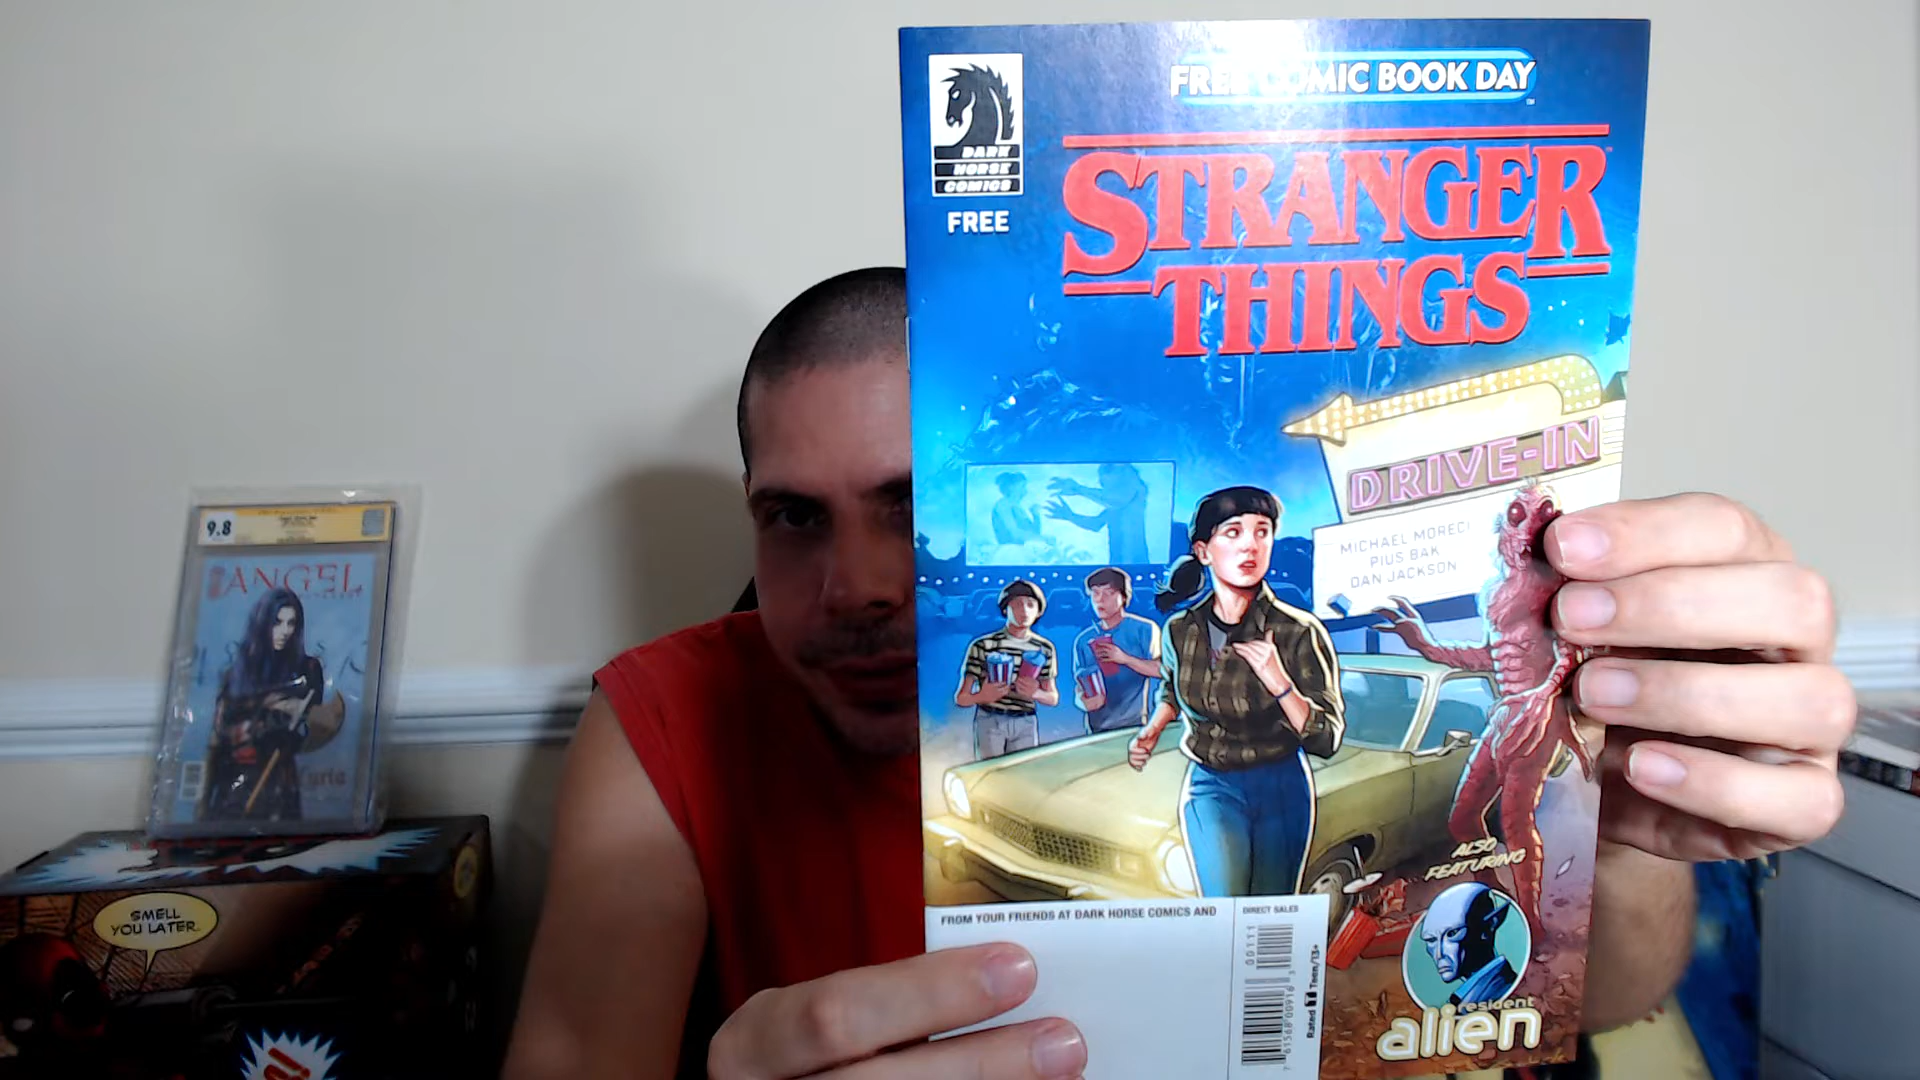 FREE COMIC BOOK DAY
DARK
HORSE
COMICS
FREE
STRANGER
THINGS
DRIVE-IN
MICHAEL MORECI
PIUS BAK
DAN JACKSON
ALSO
FEATURING
resident
alien
FROM YOUR FRIENDS AT DARK HORSE COMICS AND
DIRECT SALES
00111
Rated T Teen/13+
9.8
ANGEL
SMELL
YOU LATER.